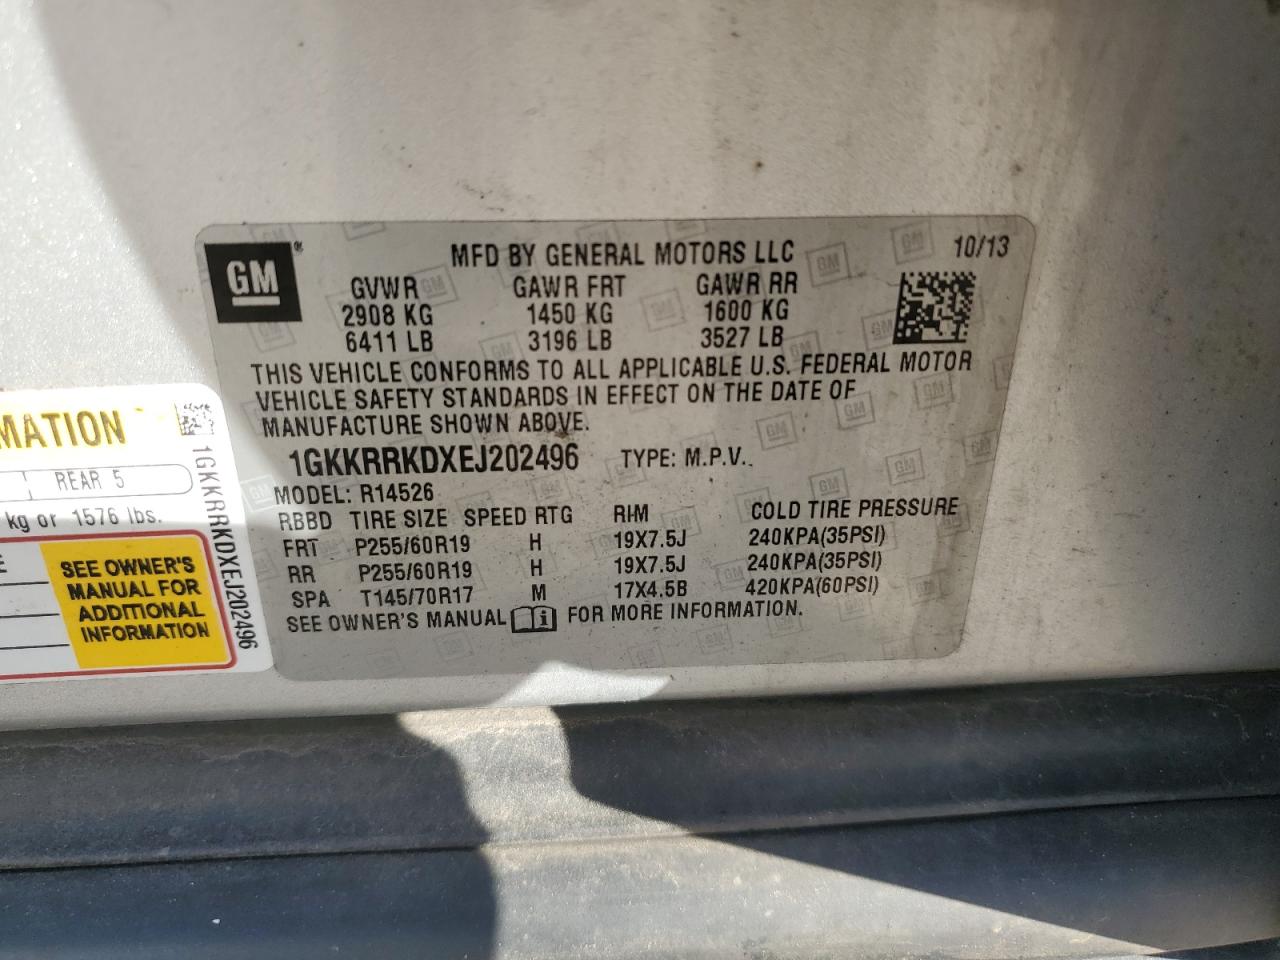 GM®
MFD BY GENERAL MOTORS LLC 10/13
GVWR GAWR FRT GAWR RR
2908 KG 1450 KG 1600 KG
6411 LB 3196 LB 3527 LB
THIS VEHICLE CONFORMS TO ALL APPLICABLE U.S. FEDERAL MOTOR
VEHICLE SAFETY STANDARDS IN EFFECT ON THE DATE OF
MANUFACTURE SHOWN ABOVE.
1GKKRRKDXEJ202496 TYPE: M.P.V.
MODEL: R14526
RBBD TIRE SIZE SPEED RTG RIM COLD TIRE PRESSURE
FRT P255/60R19 H 19X7.5J 240KPA(35PSI)
RR P255/60R19 H 19X7.5J 240KPA(35PSI)
SPA T145/70R17 M 17X4.5B 420KPA(60PSI)
SEE OWNER'S MANUAL i FOR MORE INFORMATION.
MATION
REAR 5
kg or 1576 lbs.
E
SEE OWNER'S
MANUAL FOR
ADDITIONAL
INFORMATION
1GKKRRKDXEJ202496